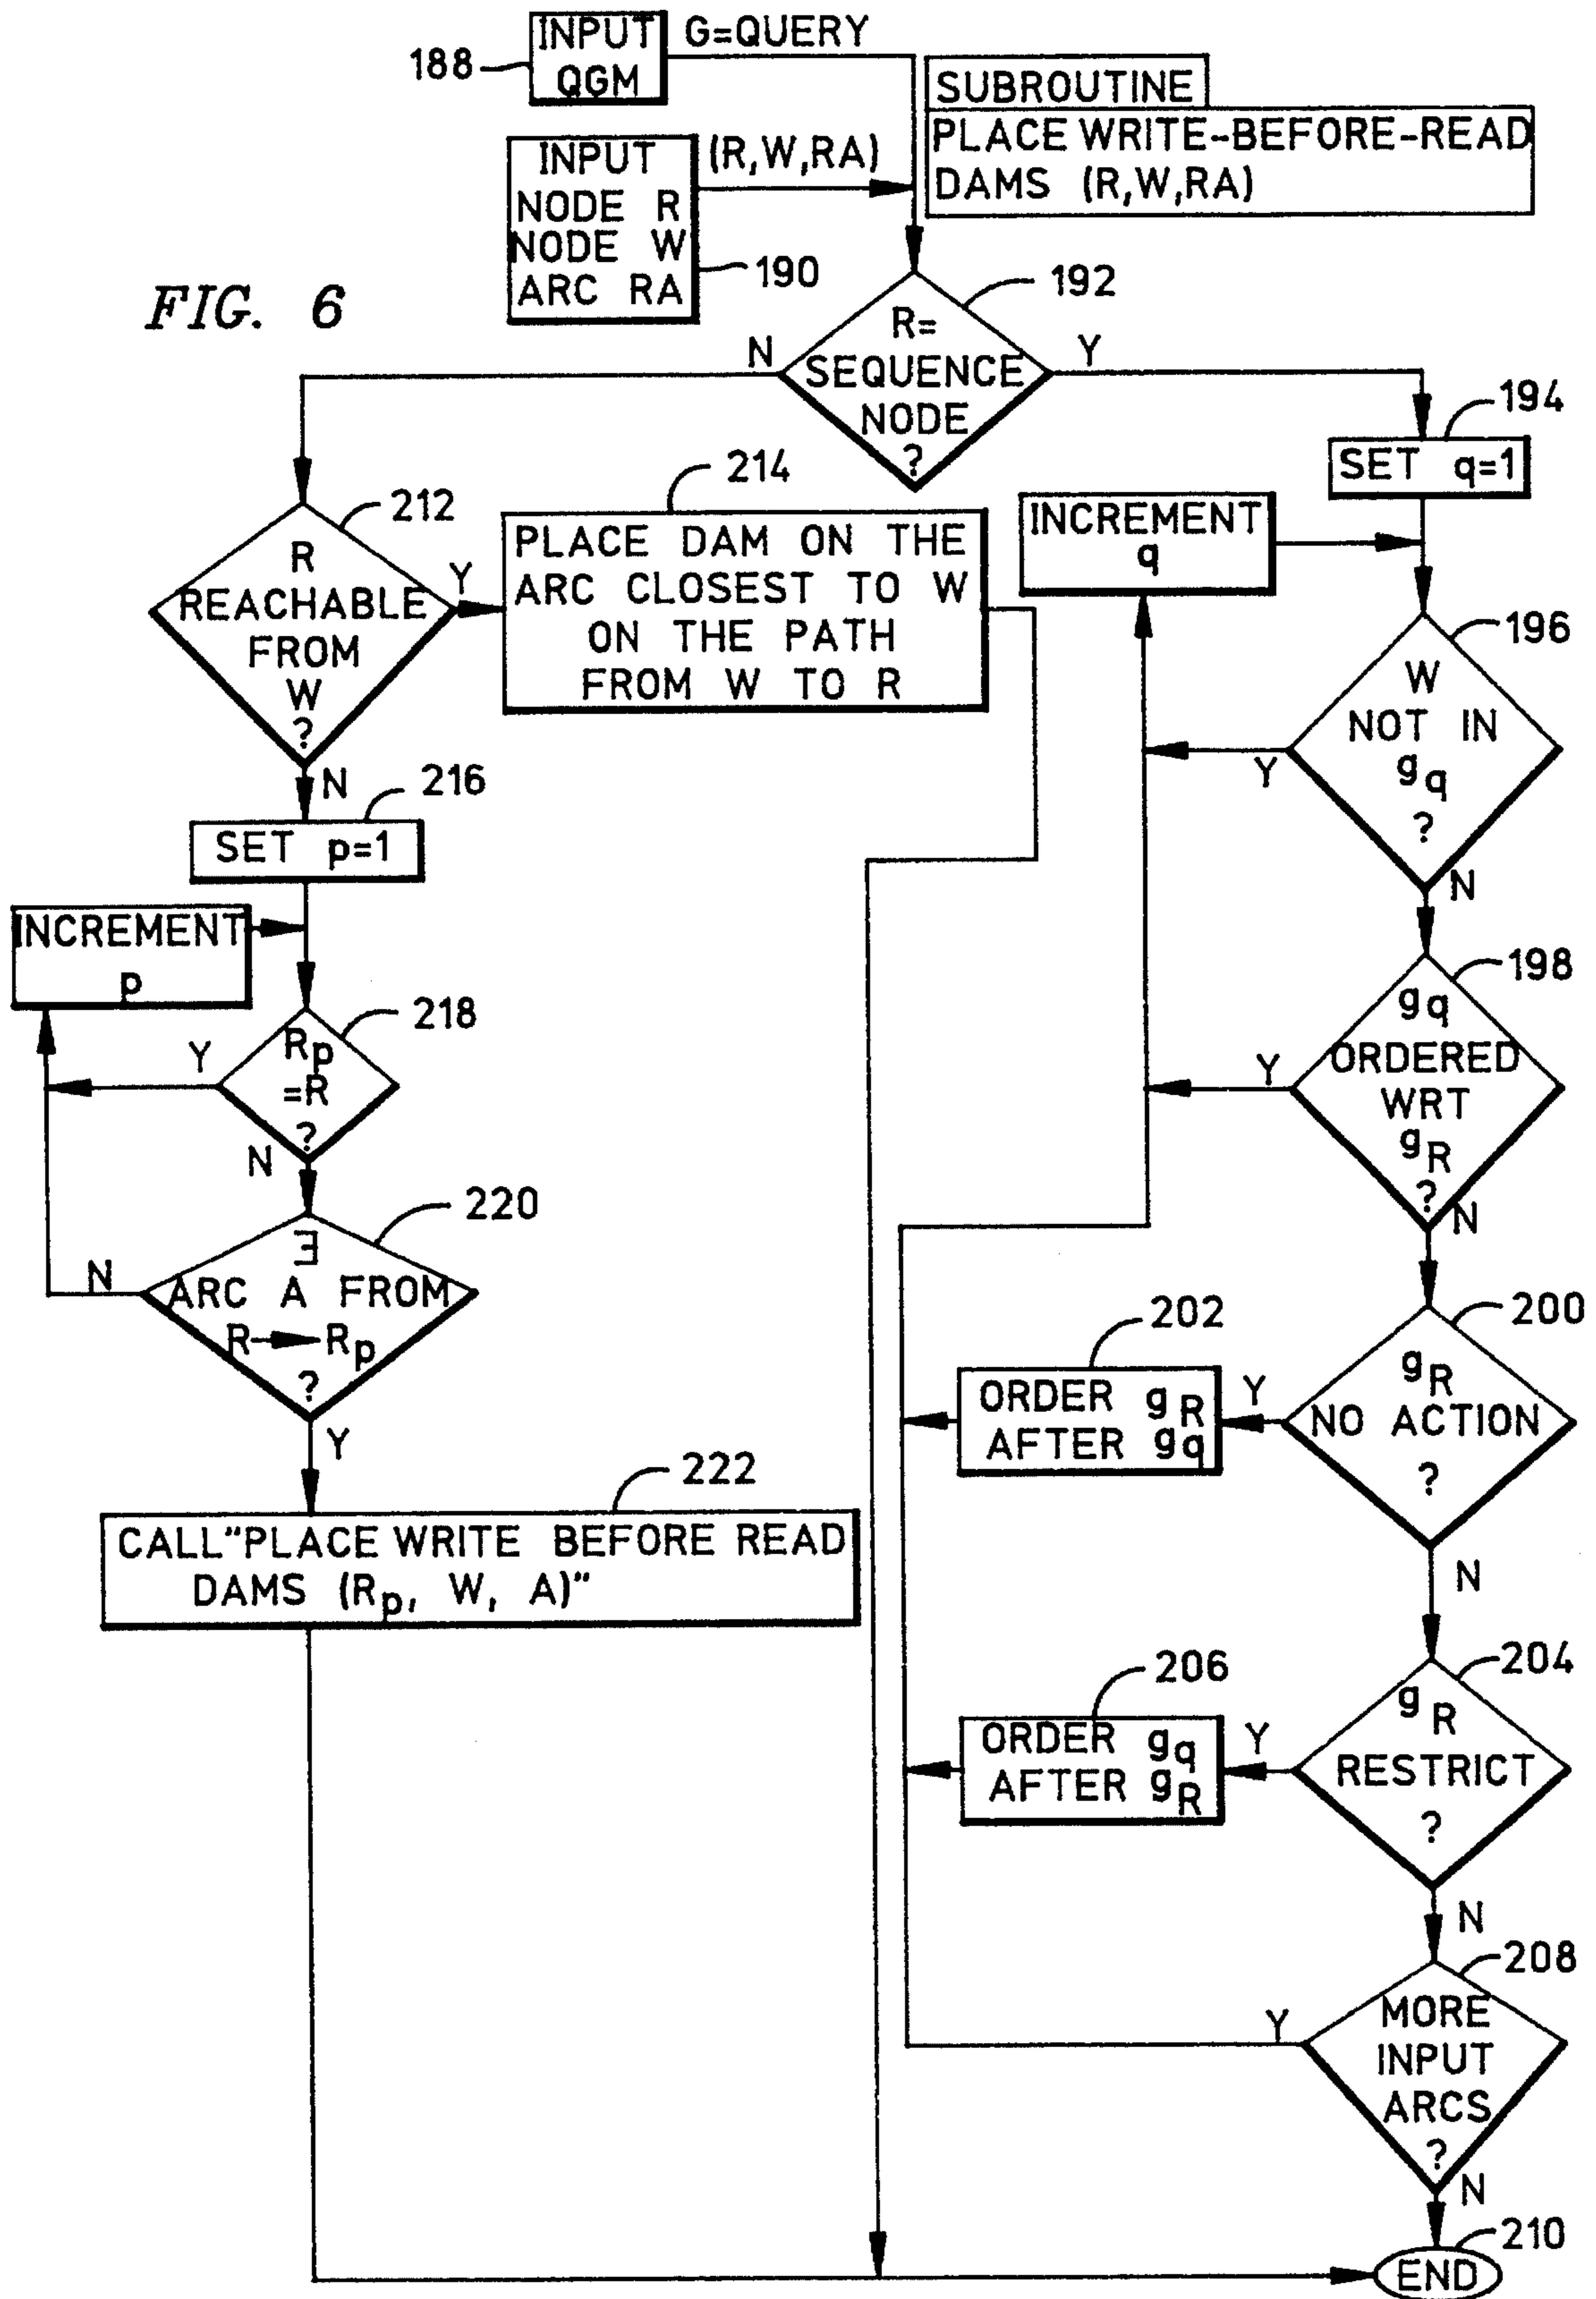 INPUT
QGM
188
G=QUERY
SUBROUTINE
PLACE WRITE-BEFORE-READ
DAMS (R,W,RA)
INPUT
NODE R
NODE W
ARC RA
190
(R,W,RA)
FIG. 6
192
R=
SEQUENCE
NODE
?
N
Y
194
SET q=1
INCREMENT
q
196
W
NOT IN
gq
?
Y
N
198
gq
ORDERED
WRT
gR
?
Y
N
200
gR
NO ACTION
?
Y
N
202
ORDER gR
AFTER gq
204
gR
RESTRICT
?
Y
N
206
ORDER gq
AFTER gR
208
MORE
INPUT
ARCS
?
Y
N
210
END
212
R
REACHABLE
FROM
W
?
Y
N
214
PLACE DAM ON THE
ARC CLOSEST TO W
ON THE PATH
FROM W TO R
216
SET p=1
INCREMENT
p
218
Rp
=R
?
Y
N
220
∃
ARC A FROM
R→Rp
?
N
Y
222
CALL"PLACE WRITE BEFORE READ
DAMS (Rp, W, A)"